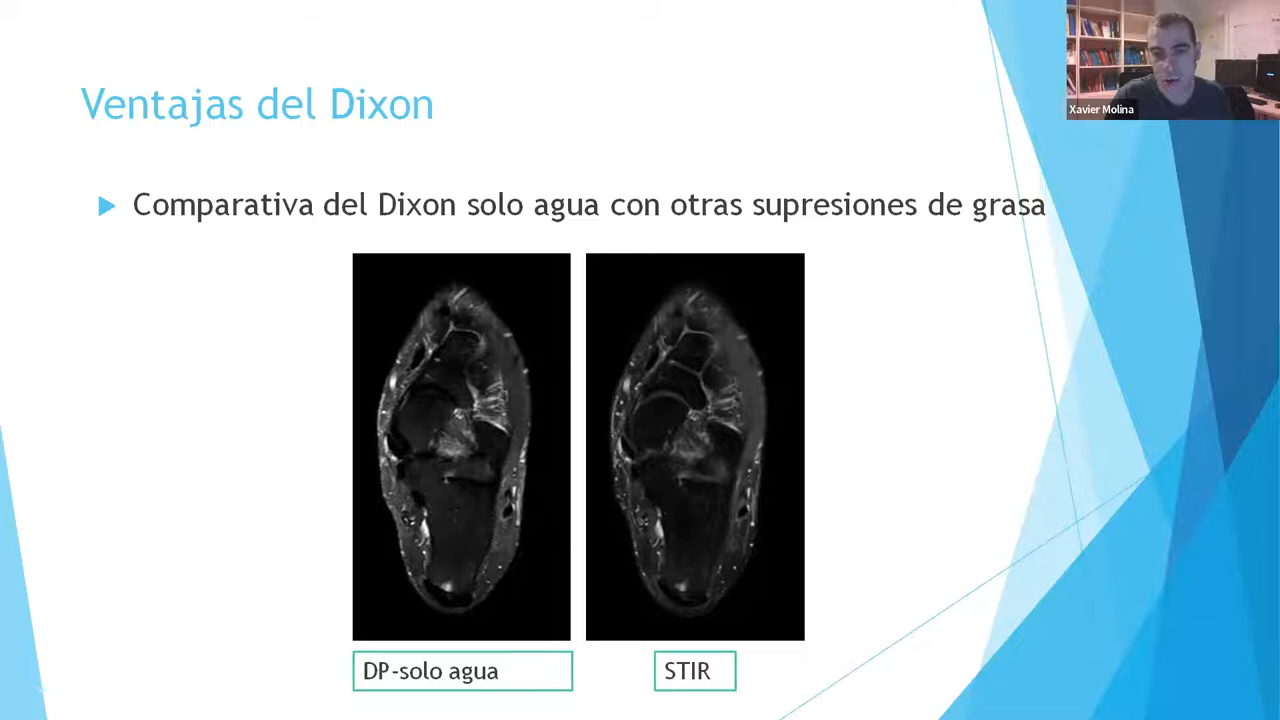 Ventajas del Dixon
Xavier Molina
Comparativa del Dixon solo agua con otras supresiones de grasa
DP-solo agua
STIR